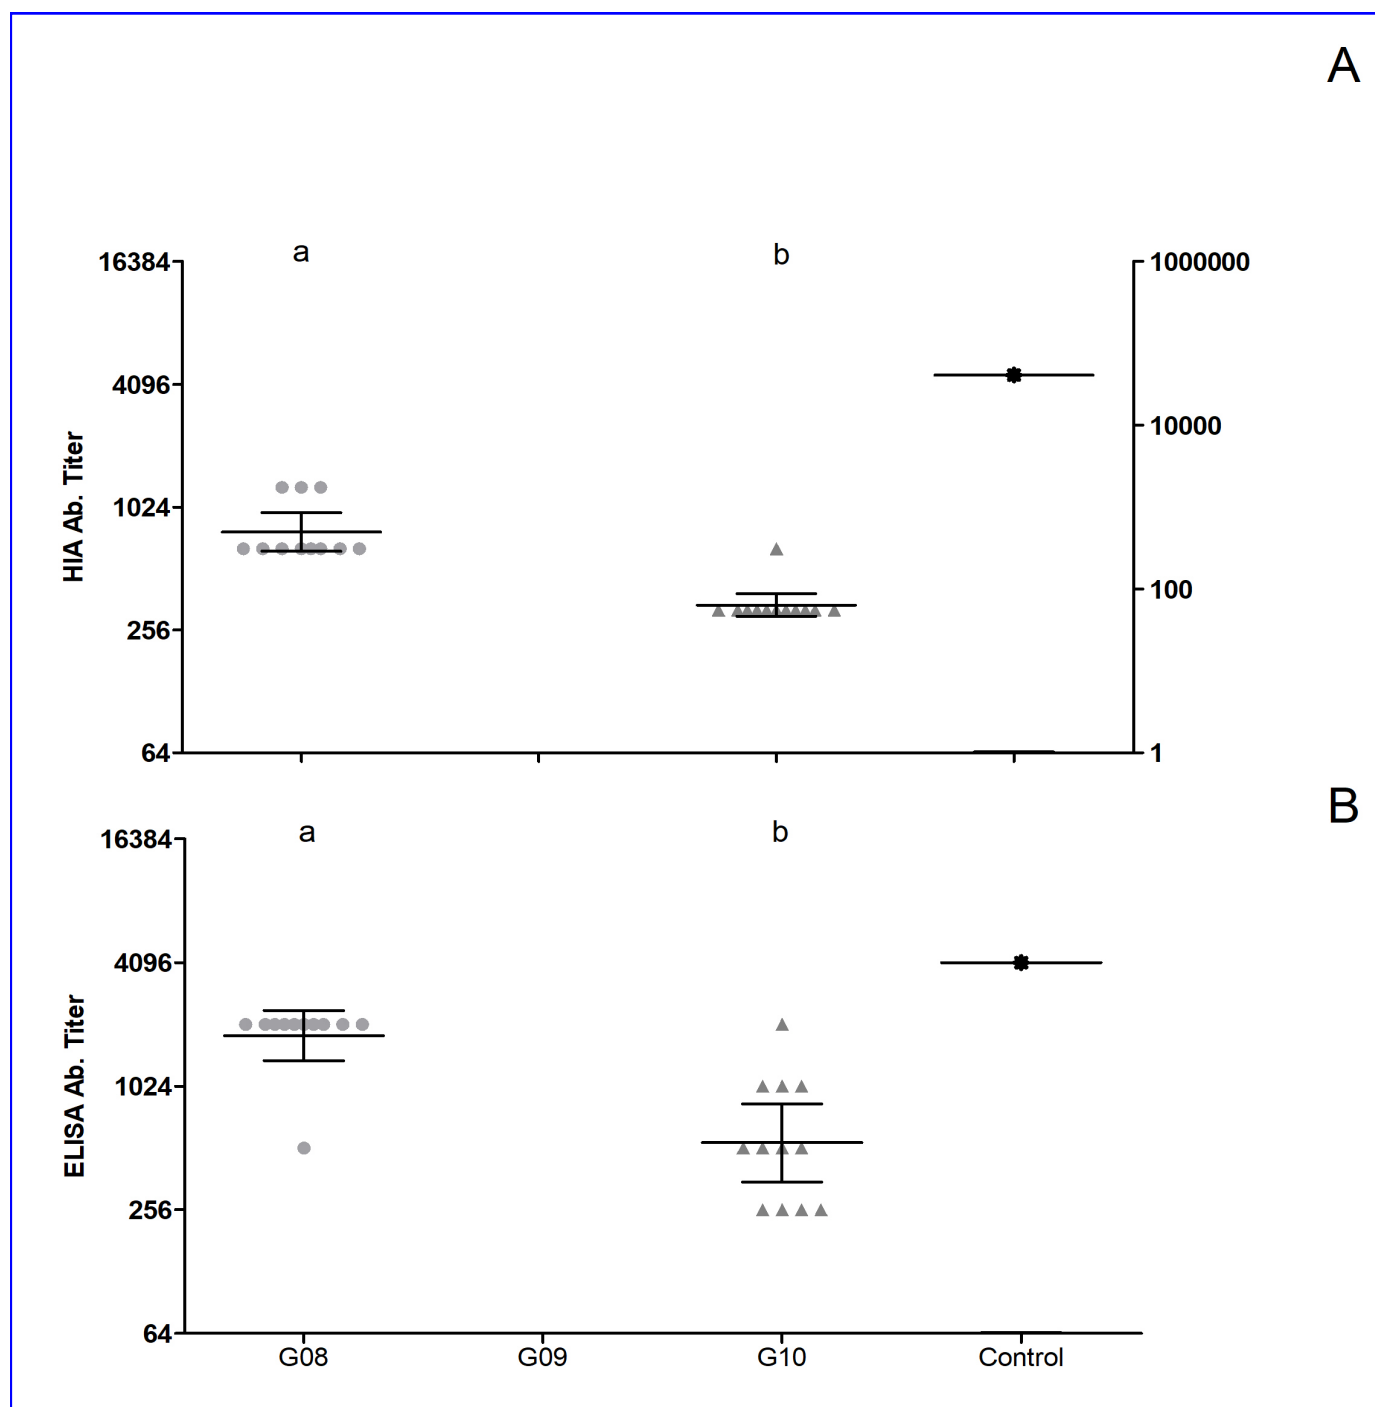 A
a b
16384 1000000
4096
10000
1024
100
256
64 1
HIA Ab. Titer
B
a b
16384
4096
1024
256
64
ELISA Ab. Titer
G08 G09 G10 Control